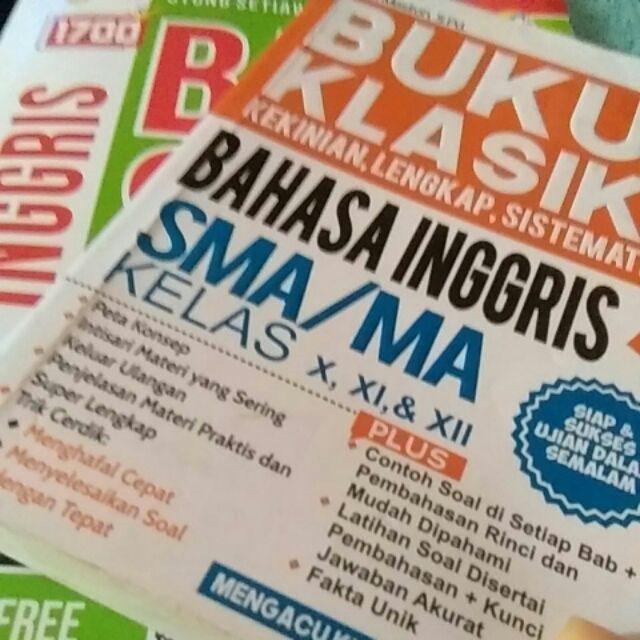 BUKU
KLASIK
KEKINIAN, LENGKAP, SISTEMAT
BAHASA INGGRIS
SMA/MA
KELAS X, XI, & XII
Peta Konsep
Intisari Materi yang Sering
Keluar Ulangan
Penjelasan Materi Praktis dan
Super Lengkap
Trik Cerdik:
Menghafal Cepat
Menyelesaikan Soal
dengan Tepat
PLUS
Contoh Soal di Setiap Bab +
Pembahasan Rinci dan
Mudah Dipahami
Latihan Soal Disertai
Pembahasan + Kunci
Jawaban Akurat
Fakta Unik
SIAP &
SUKSES
UJIAN DALA
SEMALAM
MENGACU
1700
INGGRIS
B
FREE